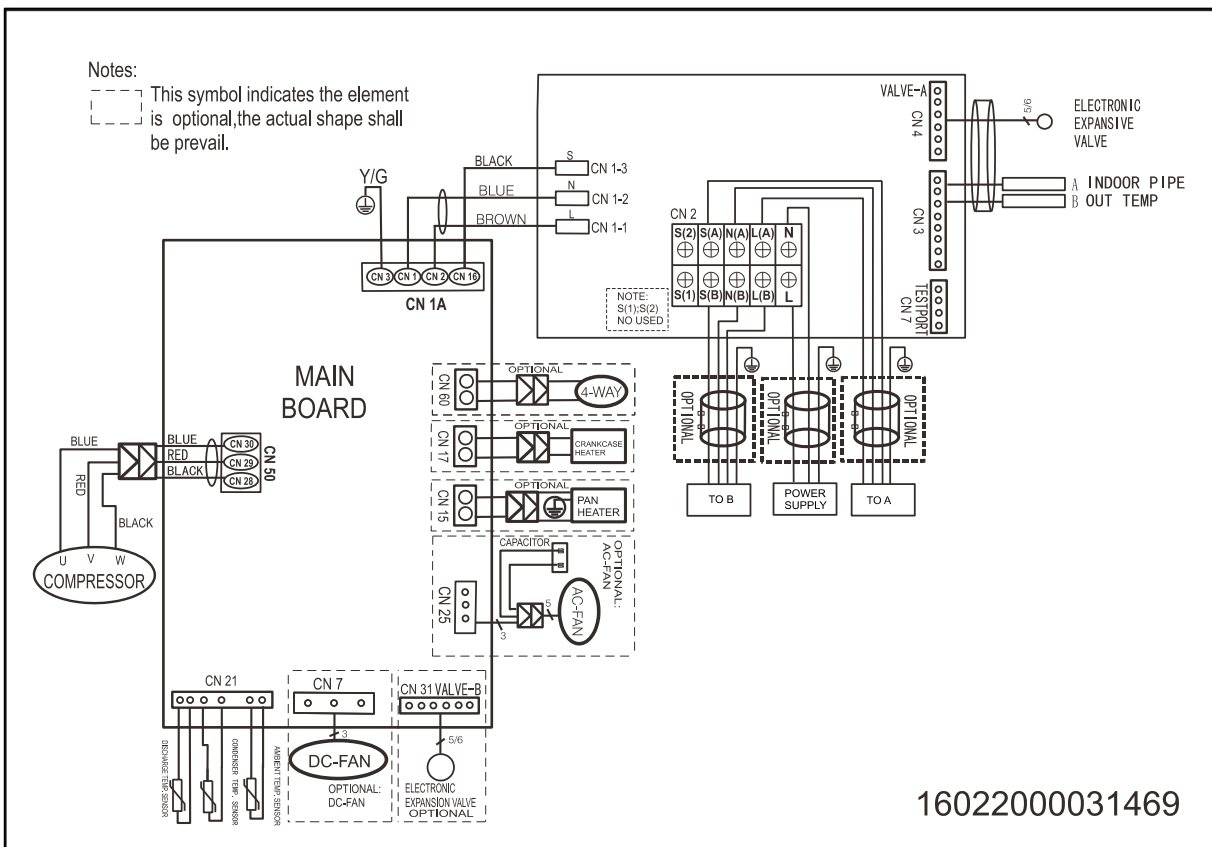 Notes:
This symbol indicates the element
is optional,the actual shape shall
be prevail.
Y/G
BLACK
BLUE
BROWN
S
N
L
CN 1-3
CN 1-2
CN 1-1
CN 3
CN 1
CN 2
CN 16
CN 1A
MAIN
BOARD
VALVE-A
CN 4
5/6
ELECTRONIC
EXPANSIVE
VALVE
CN 3
A INDOOR PIPE
B OUT TEMP
TESTPORT
CN 7
CN 2
S(2) S(A) N(A) L(A) N
S(1) S(B) N(B) L(B) L
NOTE:
S(1);S(2)
NO USED
OPTIONAL
OPTIONAL
OPTIONAL
TO B
POWER
SUPPLY
TO A
CN 60
OPTIONAL
4-WAY
CN 17
OPTIONAL
CRANKCASE
HEATER
CN 15
OPTIONAL
PAN
HEATER
CAPACITOR
OPTIONAL:
AC-FAN
CN 25
3
5
AC-FAN
BLUE
RED
BLACK
BLUE
RED
BLACK
CN 30
CN 29
CN 28
CN 50
U
V
W
COMPRESSOR
CN 21
DISCHARGE TEMP. SENSOR
CONDENSER TEMP. SENSOR
AMBIENT TEMP. SENSOR
CN 7
3
DC-FAN
OPTIONAL:
DC-FAN
CN 31 VALVE-B
5/6
ELECTRONIC
EXPANSION VALVE
OPTIONAL
16022000031469